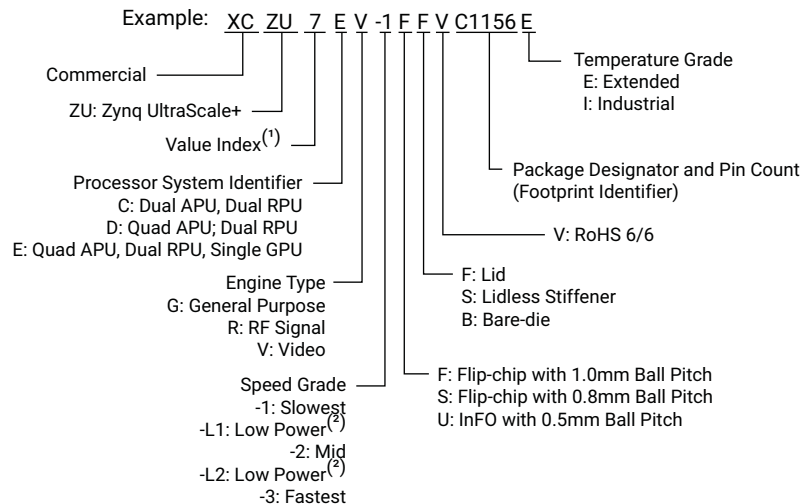 Example: XC ZU 7 E V -1 F F V C1156 E
Temperature Grade
E: Extended
I: Industrial
Commercial
ZU: Zynq UltraScale+
Value Index(1)
Package Designator and Pin Count
(Footprint Identifier)
Processor System Identifier
C: Dual APU, Dual RPU
D: Quad APU; Dual RPU
E: Quad APU, Dual RPU, Single GPU
V: RoHS 6/6
Engine Type
G: General Purpose
R: RF Signal
V: Video
F: Lid
S: Lidless Stiffener
B: Bare-die
Speed Grade
-1: Slowest
-L1: Low Power(2)
-2: Mid
-L2: Low Power(2)
-3: Fastest
F: Flip-chip with 1.0mm Ball Pitch
S: Flip-chip with 0.8mm Ball Pitch
U: InFO with 0.5mm Ball Pitch